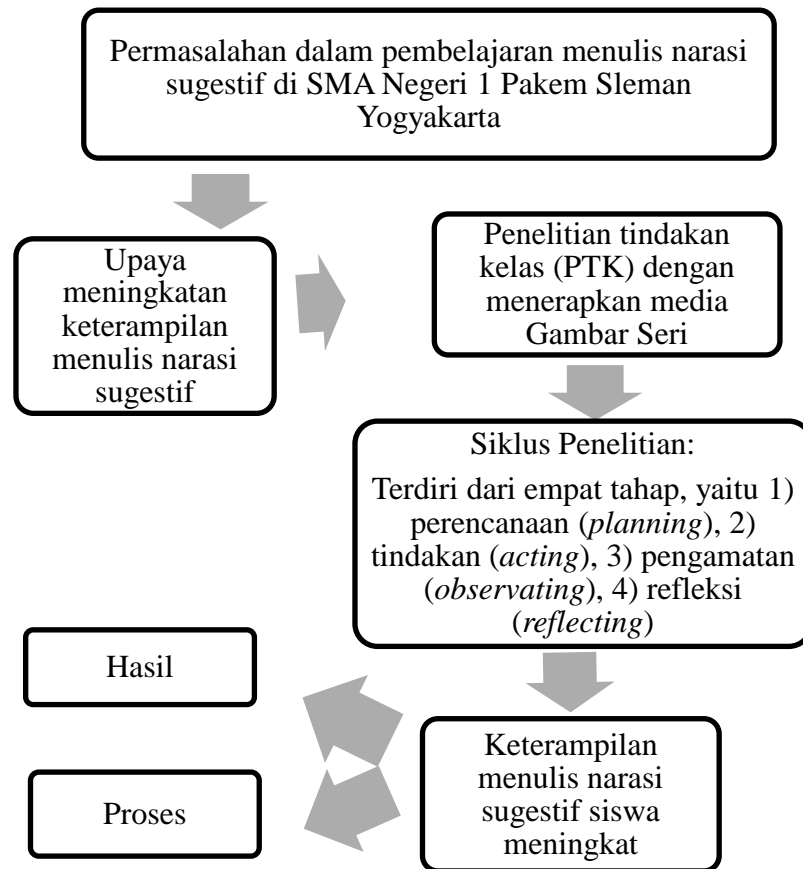 Permasalahan dalam pembelajaran menulis narasi
sugestif di SMA Negeri 1 Pakem Sleman
Yogyakarta
Upaya
meningkatan
keterampilan
menulis narasi
sugestif
Penelitian tindakan
kelas (PTK) dengan
menerapkan media
Gambar Seri
Siklus Penelitian:
Terdiri dari empat tahap, yaitu 1)
perencanaan (planning), 2)
tindakan (acting), 3) pengamatan
(observating), 4) refleksi
(reflecting)
Keterampilan
menulis narasi
sugestif siswa
meningkat
Hasil
Proses